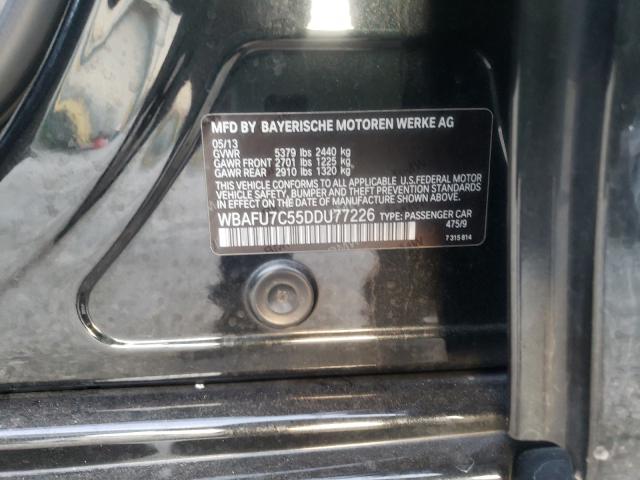 MFD BY BAYERISCHE MOTOREN WERKE AG
05/13
GVWR 5379 lbs 2440 kg
GAWR FRONT 2701 lbs 1225 kg
GAWR REAR 2910 lbs 1320 kg
THIS VEHICLE CONFORMS TO ALL APPLICABLE U.S.FEDERAL MOTOR
VEHICLE SAFETY, BUMPER AND THEFT PREVENTION STANDARDS
IN EFFECT ON THE DATE OF MANUFACTURE SHOWN ABOVE.
WBAFU7C55DDU77226 TYPE: PASSENGER CAR
475/9
7 315 814